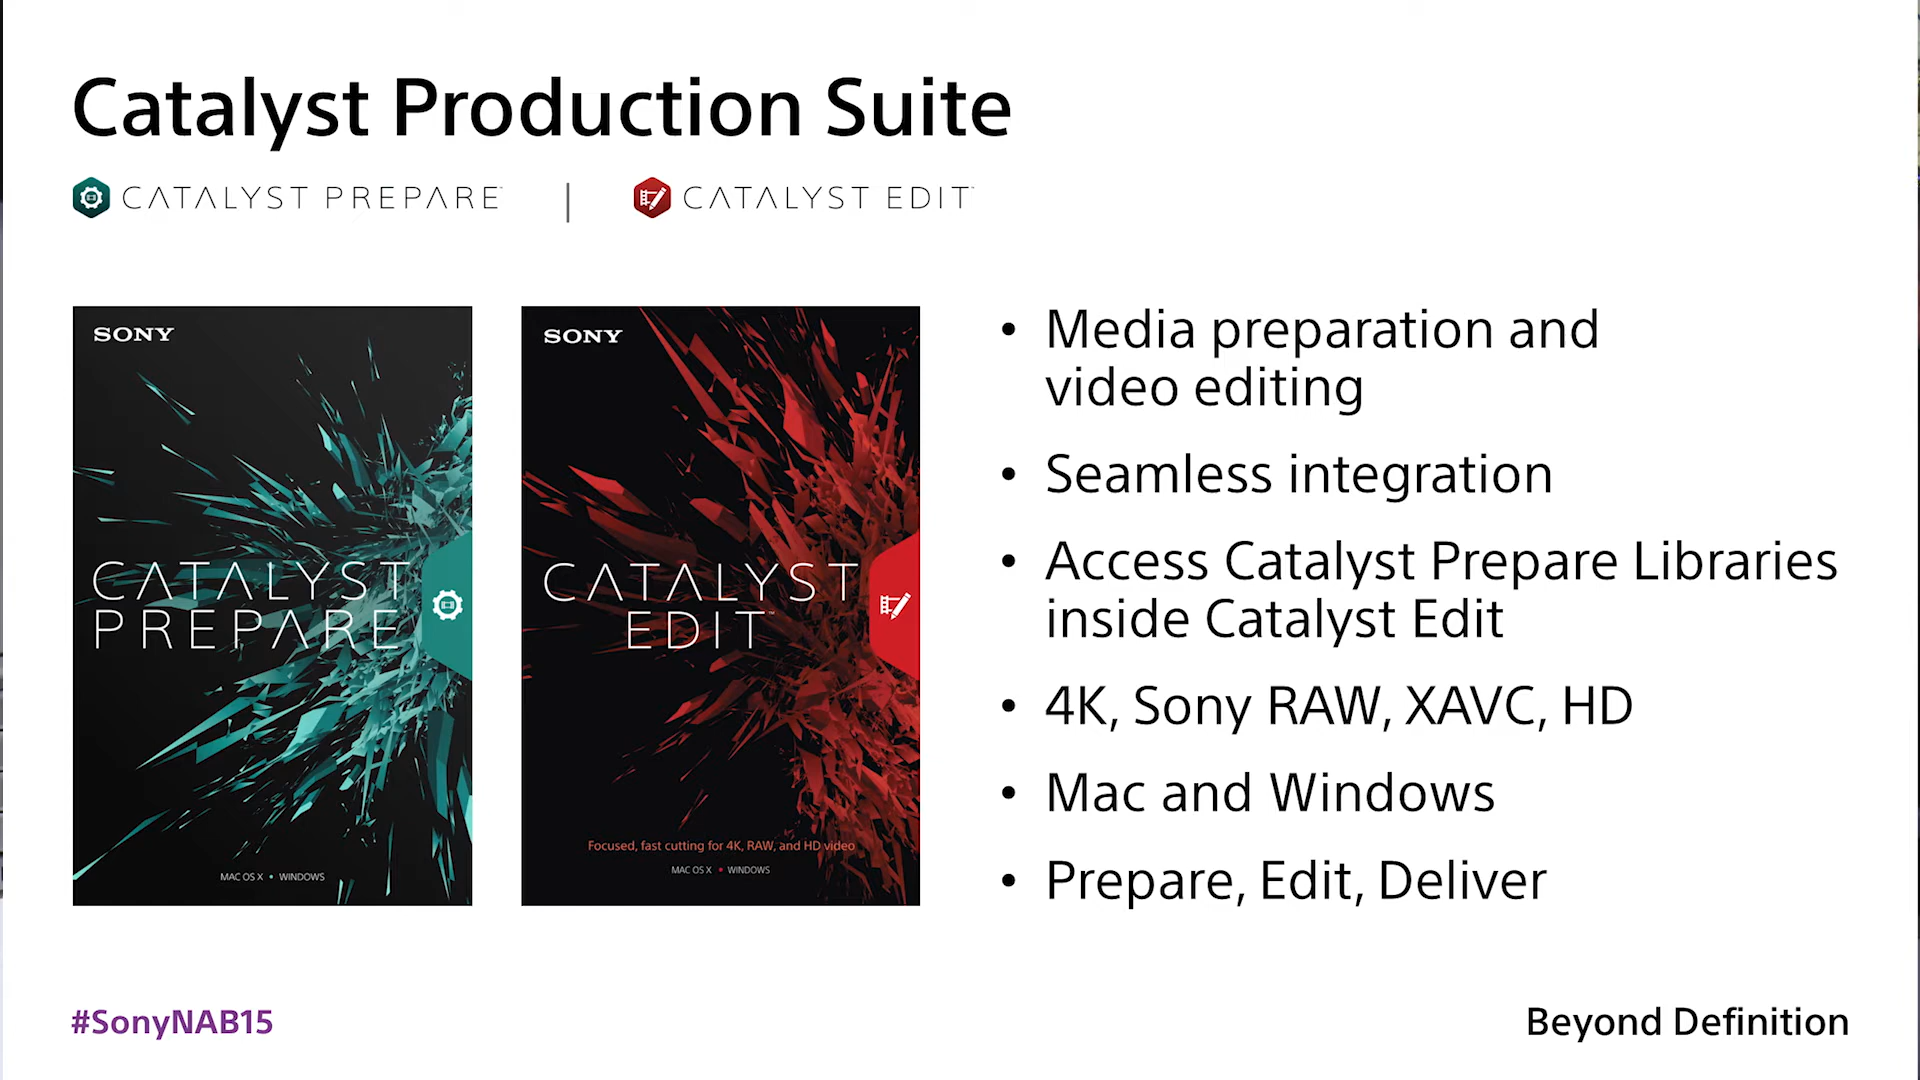 Catalyst Production Suite
CATALYST PREPARE | CATALYST EDIT
SONY
CATALYST
PREPARE
MAC OS X • WINDOWS
SONY
CATALYST
EDIT™
Focused, fast cutting for 4K, RAW, and HD video
MAC OS X • WINDOWS
• Media preparation and
video editing
• Seamless integration
• Access Catalyst Prepare Libraries
inside Catalyst Edit
• 4K, Sony RAW, XAVC, HD
• Mac and Windows
• Prepare, Edit, Deliver
#SonyNAB15
Beyond Definition